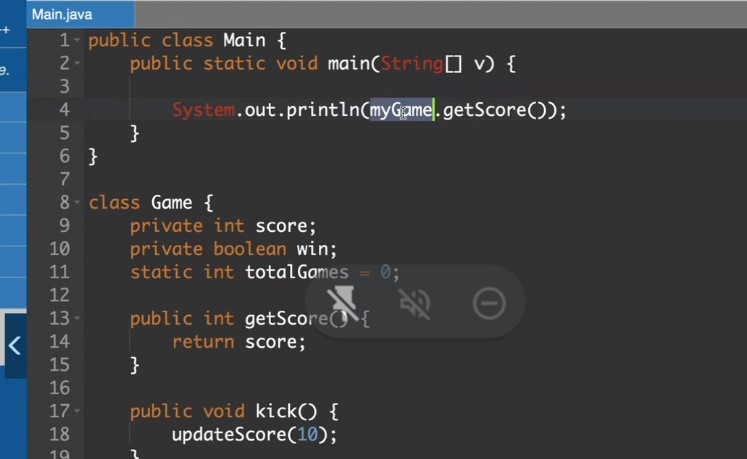 Main.java
++
e.
1 public class Main {
2 public static void main(String[] v) {
3
4 System.out.println(myGame.getScore());
5 }
6 }
7
8 class Game {
9 private int score;
10 private boolean win;
11 static int totalGames = 0;
12
13 public int getScore() {
14 return score;
15 }
16
17 public void kick() {
18 updateScore(10);
19 }